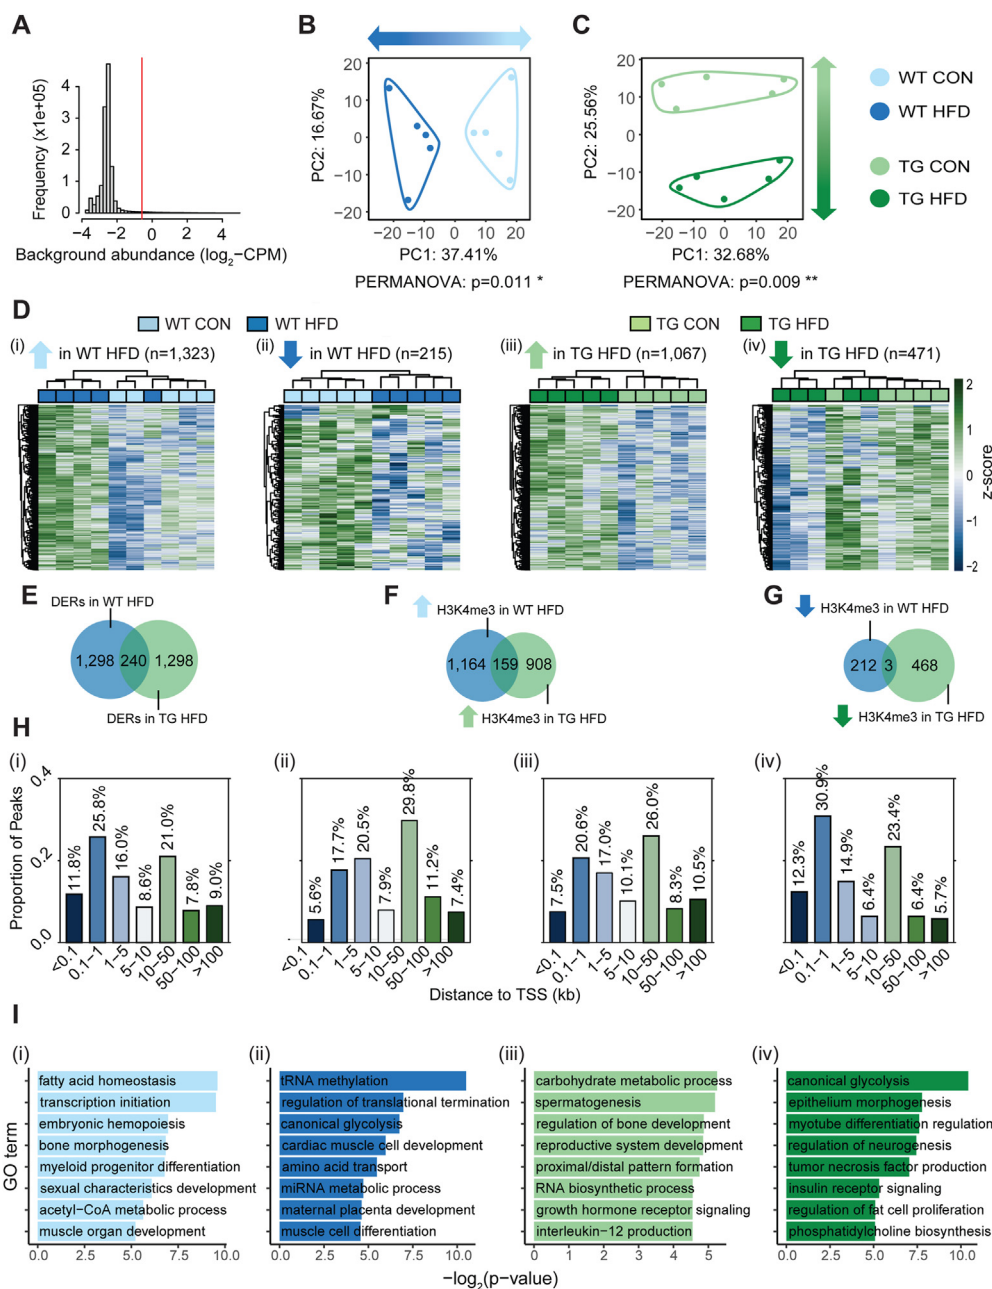 A
Frequency (x1e+05)
4
3
2
1
0
−4
−2
0
2
4
Background abundance (log2−CPM)
B
PC2: 16.67%
20
10
0
−10
−20
−20
−10
0
10
20
PC1: 37.41%
PERMANOVA: p=0.011 *
C
PC2: 25.56%
20
10
0
−10
−20
−20
−10
0
10
20
PC1: 32.68%
PERMANOVA: p=0.009 **
WT CON
WT HFD
TG CON
TG HFD
D
WT CON
WT HFD
TG CON
TG HFD
(i)
in WT HFD (n=1,323)
(ii)
in WT HFD (n=215)
(iii)
in TG HFD (n=1,067)
(iv)
in TG HFD (n=471)
2
1
0
−1
−2
z-score
E
DERs in WT HFD
1,298
240
1,298
DERs in TG HFD
F
H3K4me3 in WT HFD
1,164
159
908
H3K4me3 in TG HFD
G
H3K4me3 in WT HFD
212
3
468
H3K4me3 in TG HFD
H
Proportion of Peaks
0.4
0.2
0.0
(i)
11.8%
25.8%
16.0%
8.6%
21.0%
7.8%
9.0%
<0.1
0.1−1
1−5
5−10
10−50
50−100
>100
(ii)
5.6%
17.7%
20.5%
7.9%
29.8%
11.2%
7.4%
<0.1
0.1−1
1−5
5−10
10−50
50−100
>100
(iii)
7.5%
20.6%
17.0%
10.1%
26.0%
8.3%
10.5%
<0.1
0.1−1
1−5
5−10
10−50
50−100
>100
(iv)
12.3%
30.9%
14.9%
6.4%
23.4%
6.4%
5.7%
<0.1
0.1−1
1−5
5−10
10−50
50−100
>100
Distance to TSS (kb)
I
GO term
(i)
fatty acid homeostasis
transcription initiation
embryonic hemopoiesis
bone morphogenesis
myeloid progenitor differentiation
sexual characteristics development
acetyl−CoA metabolic process
muscle organ development
0.0
2.5
5.0
7.5
10.0
(ii)
tRNA methylation
regulation of translational termination
canonical glycolysis
cardiac muscle cell development
amino acid transport
miRNA metabolic process
maternal placenta development
muscle cell differentiation
0.0
2.5
5.0
7.5
10.0
(iii)
carbohydrate metabolic process
spermatogenesis
regulation of bone development
reproductive system development
proximal/distal pattern formation
RNA biosynthetic process
growth hormone receptor signaling
interleukin−12 production
0
1
2
3
4
5
(iv)
canonical glycolysis
epithelium morphogenesis
myotube differentiation regulation
regulation of neurogenesis
tumor necrosis factor production
insulin receptor signaling
regulation of fat cell proliferation
phosphatidylcholine biosynthesis
0.0
2.5
5.0
7.5
10.0
−log2(p−value)